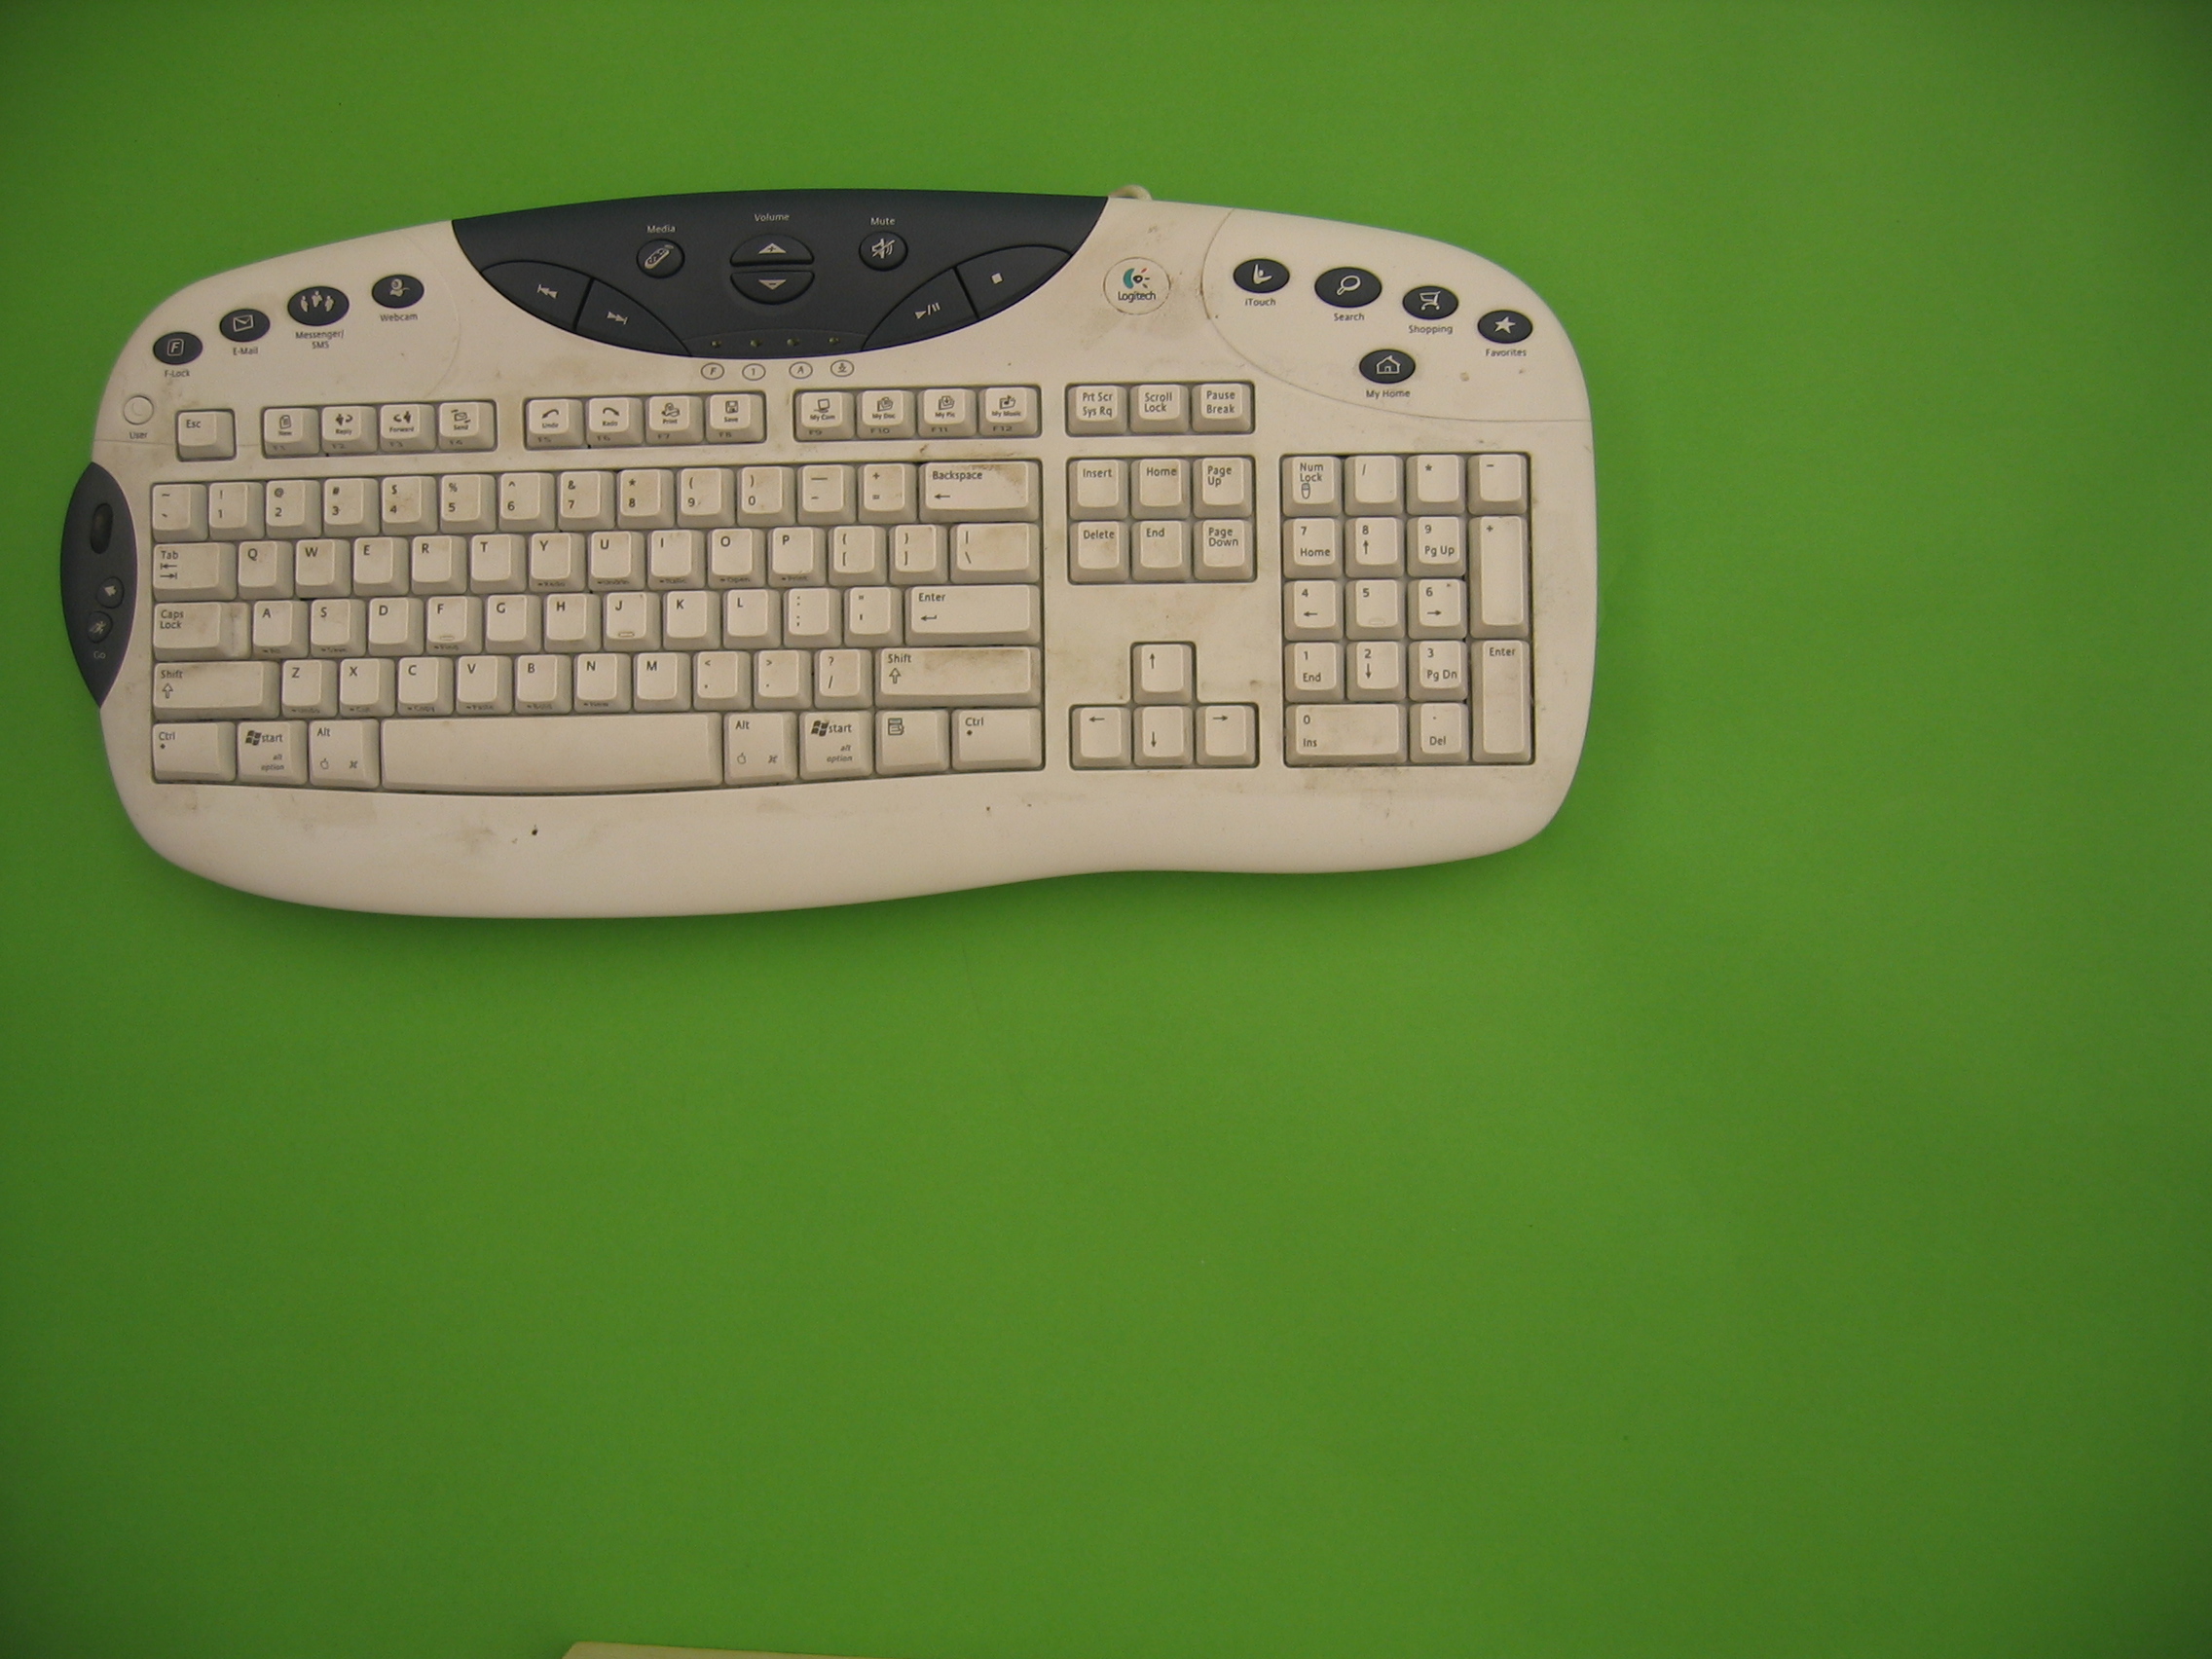 Media
Volume
Mute
Logitech
iTouch
Search
Shopping
Favorites
My Home
F
F-Lock
E-Mail
Messenger/
SMS
Webcam
User
F 1 A
Esc
New
F1
Reply
F2
Forward
F3
Send
F4
Undo
F5
Redo
F6
Print
F7
Save
F8
My Com
F9
My Doc
F10
My Pic
F11
My Music
F12
Prt Scr
Sys Rq
Scroll
Lock
Pause
Break
~ ! @ # $ % ^ & * ( ) — +
` 1 2 3 4 5 6 7 8 9 0 - =
Backspace
Insert
Home
Page
Up
Num
Lock
/
*
-
Tab
Q W E R T Y U I O P { } |
[ ] \
Delete
End
Page
Down
7
Home
8
9
Pg Up
+
Caps
Lock
A S D F G H J K L : "
; '
Enter
4
5
6
Shift
Z X C V B N M < > ?
, . /
Shift
1
End
2
3
Pg Dn
Enter
Ctrl
start
alt
option
Alt
Alt
start
alt
option
Ctrl
0
Ins
.
Del
Go